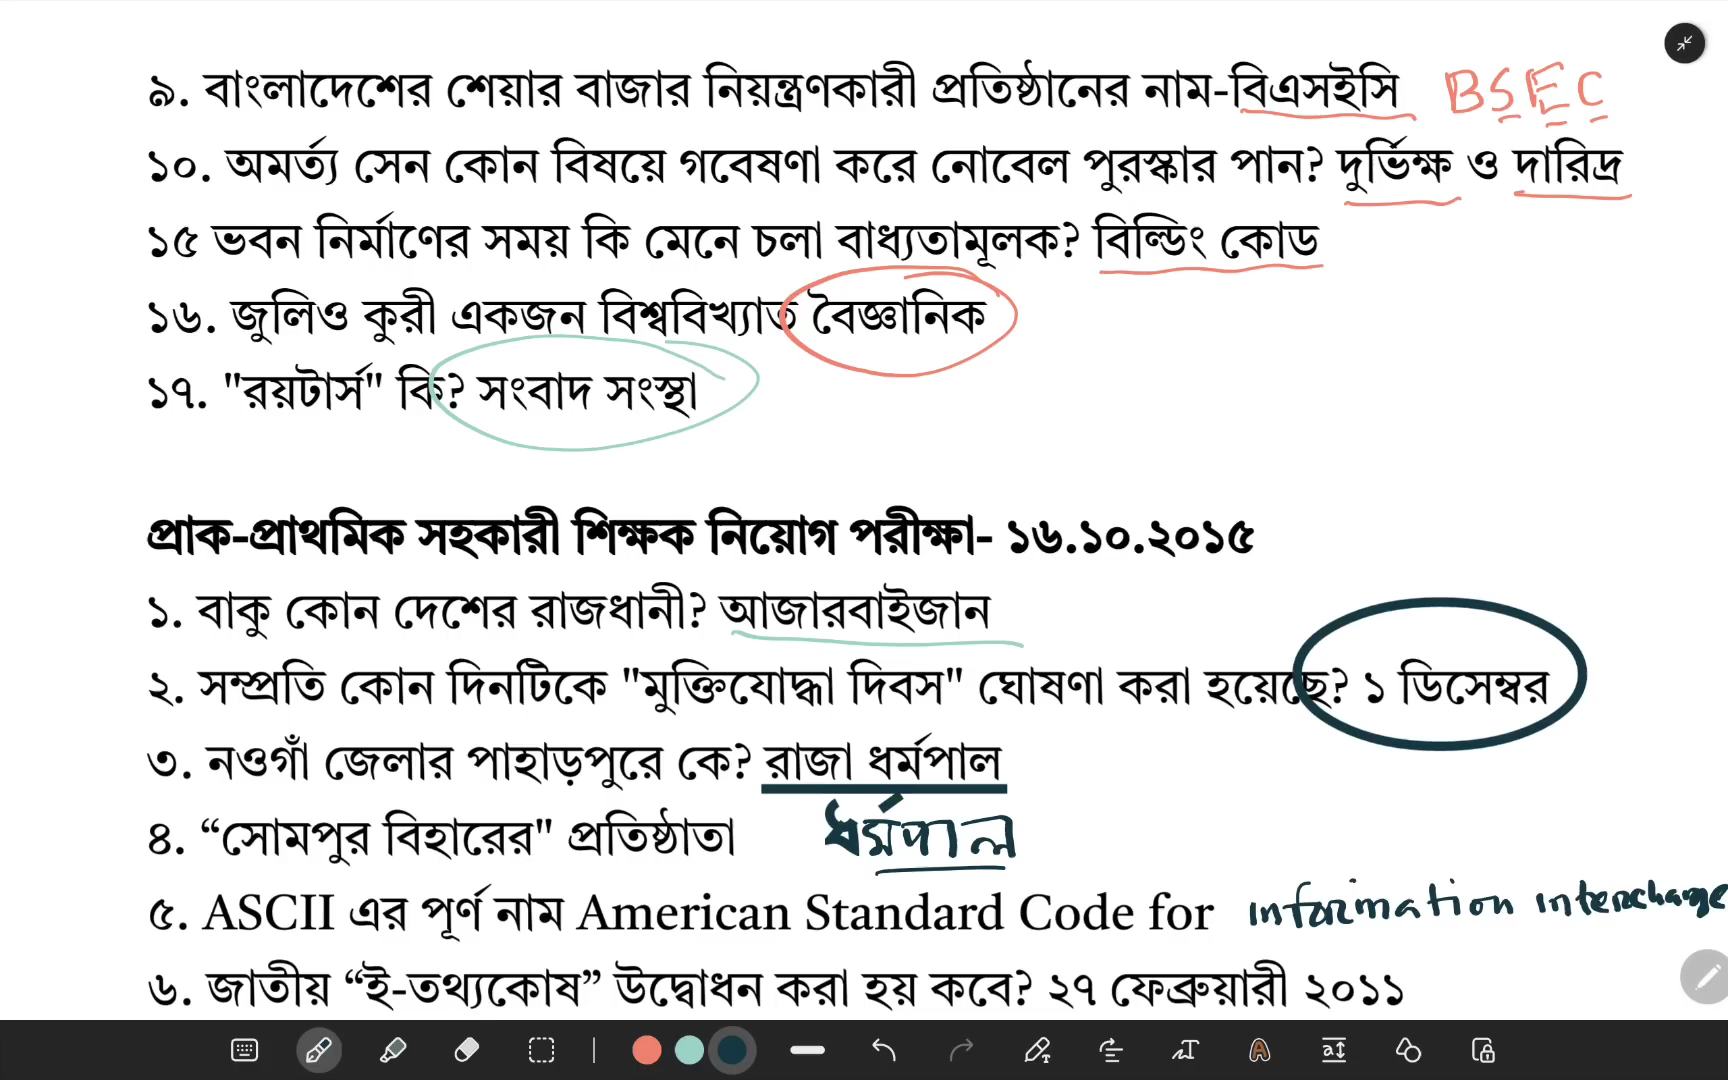 ৯. বাংলাদেশের শেয়ার বাজার নিয়ন্ত্রণকারী প্রতিষ্ঠানের নাম-বিএসইসি BSEC
১০. অমর্ত্য সেন কোন বিষয়ে গবেষণা করে নোবেল পুরস্কার পান? দুর্ভিক্ষ ও দারিদ্র
১৫ ভবন নির্মাণের সময় কি মেনে চলা বাধ্যতামূলক? বিল্ডিং কোড
১৬. জুলিও কুরী একজন বিশ্ববিখ্যাত বৈজ্ঞানিক
১৭. "রয়টার্স" কি? সংবাদ সংস্থা
প্রাক-প্রাথমিক সহকারী শিক্ষক নিয়োগ পরীক্ষা- ১৬.১০.২০১৫
১. বাকু কোন দেশের রাজধানী? আজারবাইজান
২. সম্প্রতি কোন দিনটিকে "মুক্তিযোদ্ধা দিবস" ঘোষণা করা হয়েছে? ১ ডিসেম্বর
৩. নওগাঁ জেলার পাহাড়পুরে কে? রাজা ধর্মপাল
৪. “সোমপুর বিহারের" প্রতিষ্ঠাতা ধর্মপাল
৫. ASCII এর পূর্ণ নাম American Standard Code for information interchange
৬. জাতীয় “ই-তথ্যকোষ” উদ্বোধন করা হয় কবে? ২৭ ফেব্রুয়ারী ২০১১